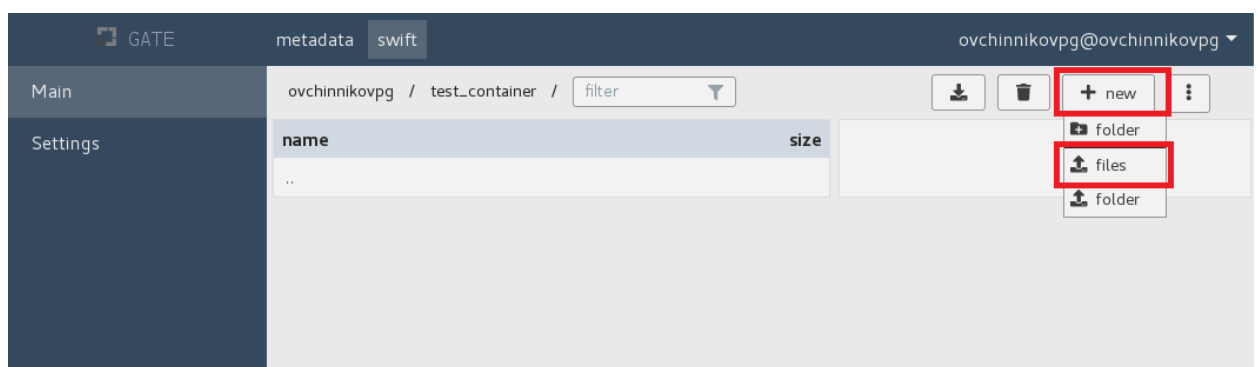 GATE metadata swift ovchinnikovpg@ovchinnikovpg
Main ovchinnikovpg / test_container / filter + new
folder
Settings name size files
..
folder